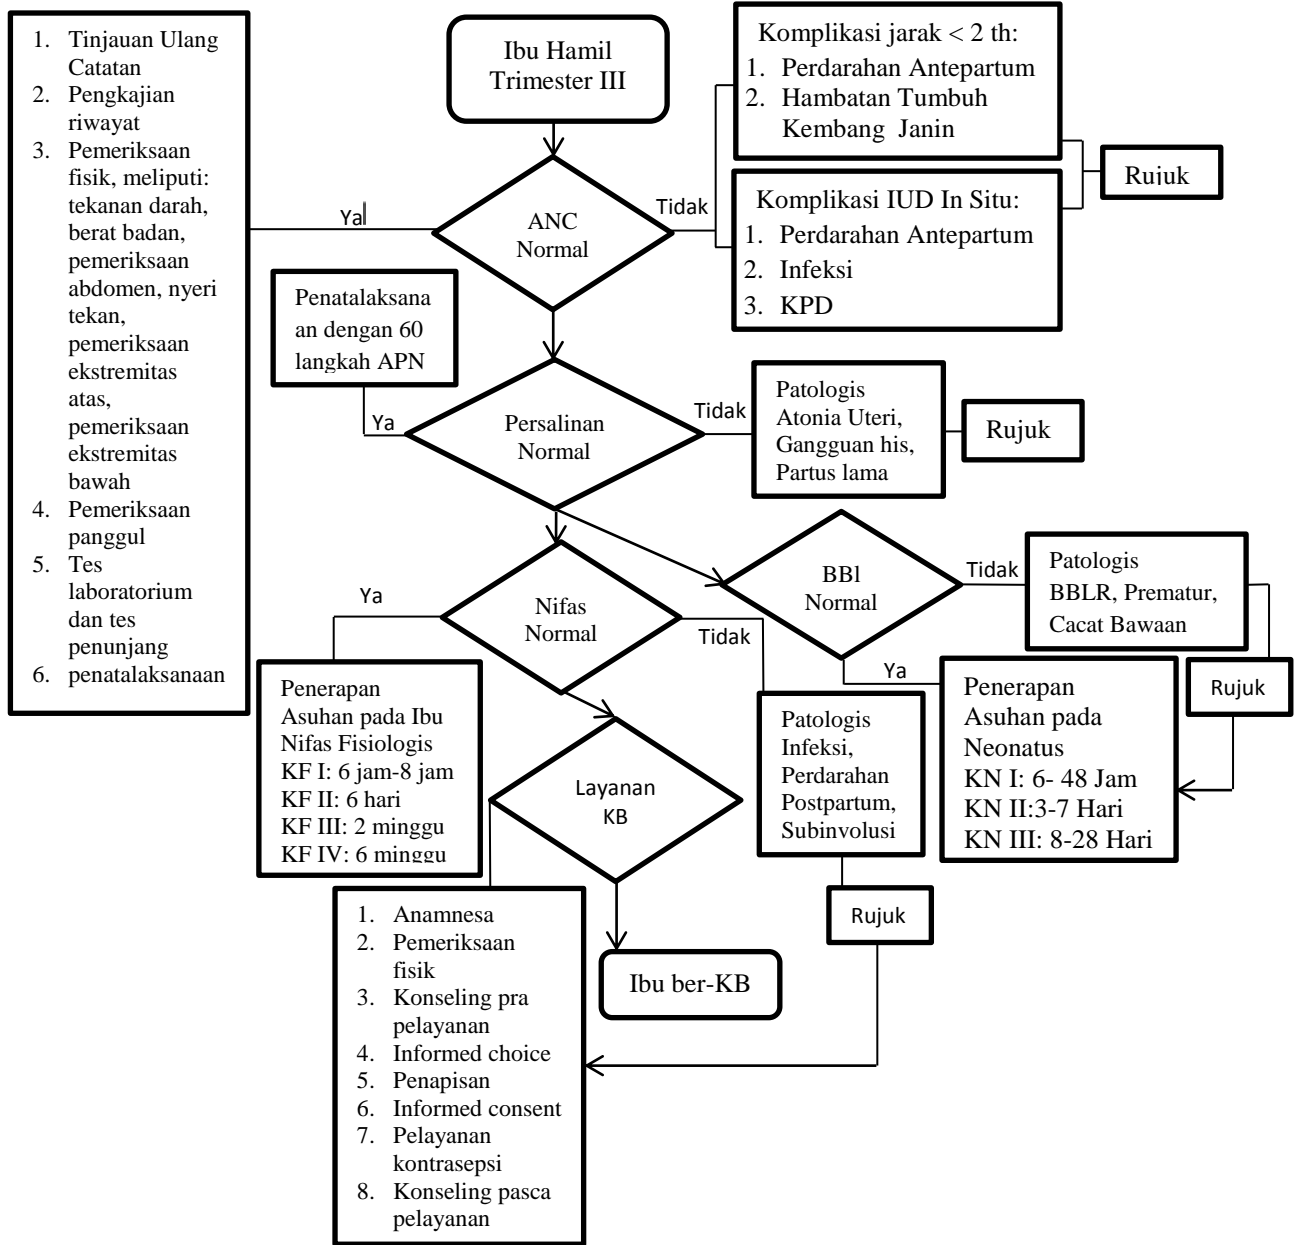 1. Tinjauan Ulang
Catatan
2. Pengkajian
riwayat
3. Pemeriksaan
fisik, meliputi:
tekanan darah,
berat badan,
pemeriksaan
abdomen, nyeri
tekan,
pemeriksaan
ekstremitas
atas,
pemeriksaan
ekstremitas
bawah
4. Pemeriksaan
panggul
5. Tes
laboratorium
dan tes
penunjang
6. penatalaksanaan
Ibu Hamil
Trimester III
Komplikasi jarak < 2 th:
1. Perdarahan Antepartum
2. Hambatan Tumbuh
Kembang Janin
Rujuk
Ya
ANC
Normal
Tidak
Komplikasi IUD In Situ:
1. Perdarahan Antepartum
2. Infeksi
3. KPD
Penatalaksana
an dengan 60
langkah APN
Ya
Persalinan
Normal
Tidak
Patologis
Atonia Uteri,
Gangguan his,
Partus lama
Rujuk
Ya
Nifas
Normal
Tidak
BBl
Normal
Tidak
Patologis
BBLR, Prematur,
Cacat Bawaan
Rujuk
Ya
Penerapan
Asuhan pada Ibu
Nifas Fisiologis
KF I: 6 jam-8 jam
KF II: 6 hari
KF III: 2 minggu
KF IV: 6 minggu
Layanan
KB
Patologis
Infeksi,
Perdarahan
Postpartum,
Subinvolusi
Penerapan
Asuhan pada
Neonatus
KN I: 6- 48 Jam
KN II:3-7 Hari
KN III: 8-28 Hari
Rujuk
1. Anamnesa
2. Pemeriksaan
fisik
3. Konseling pra
pelayanan
4. Informed choice
5. Penapisan
6. Informed consent
7. Pelayanan
kontrasepsi
8. Konseling pasca
pelayanan
Ibu ber-KB